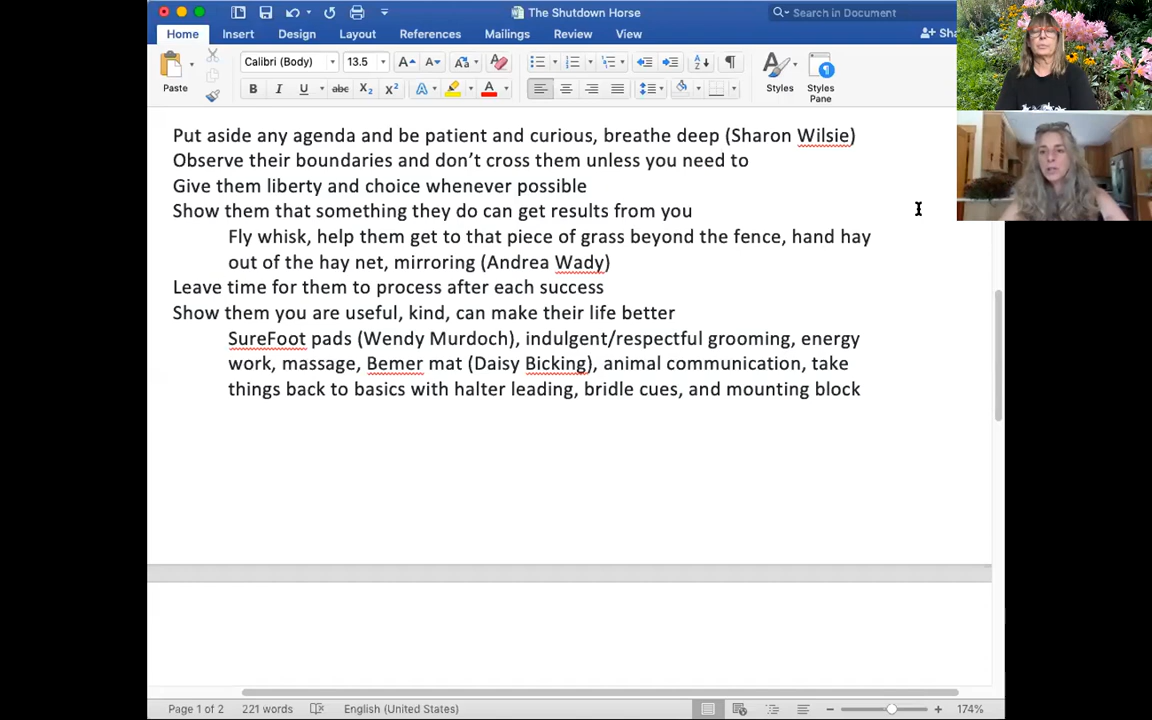 The Shutdown Horse
Search in Document
Home Insert Design Layout References Mailings Review View Sha
Paste
Calibri (Body) 13.5
Styles
Styles Pane
Put aside any agenda and be patient and curious, breathe deep (Sharon Wilsie)
Observe their boundaries and don’t cross them unless you need to
Give them liberty and choice whenever possible
Show them that something they do can get results from you
Fly whisk, help them get to that piece of grass beyond the fence, hand hay
out of the hay net, mirroring (Andrea Wady)
Leave time for them to process after each success
Show them you are useful, kind, can make their life better
SureFoot pads (Wendy Murdoch), indulgent/respectful grooming, energy
work, massage, Bemer mat (Daisy Bicking), animal communication, take
things back to basics with halter leading, bridle cues, and mounting block
Page 1 of 2 221 words English (United States) 174%